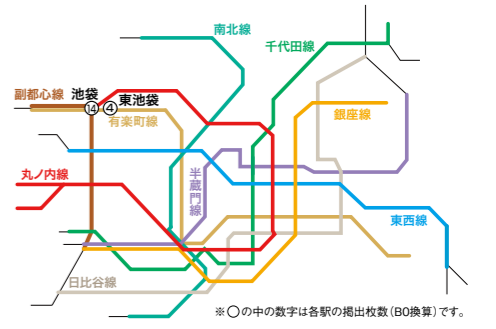 南北線
千代田線
副都心線
池袋
⑭
④
東池袋
有楽町線
銀座線
丸ノ内線
半蔵門線
東西線
日比谷線
※○の中の数字は各駅の掲出枚数（B0換算）です。